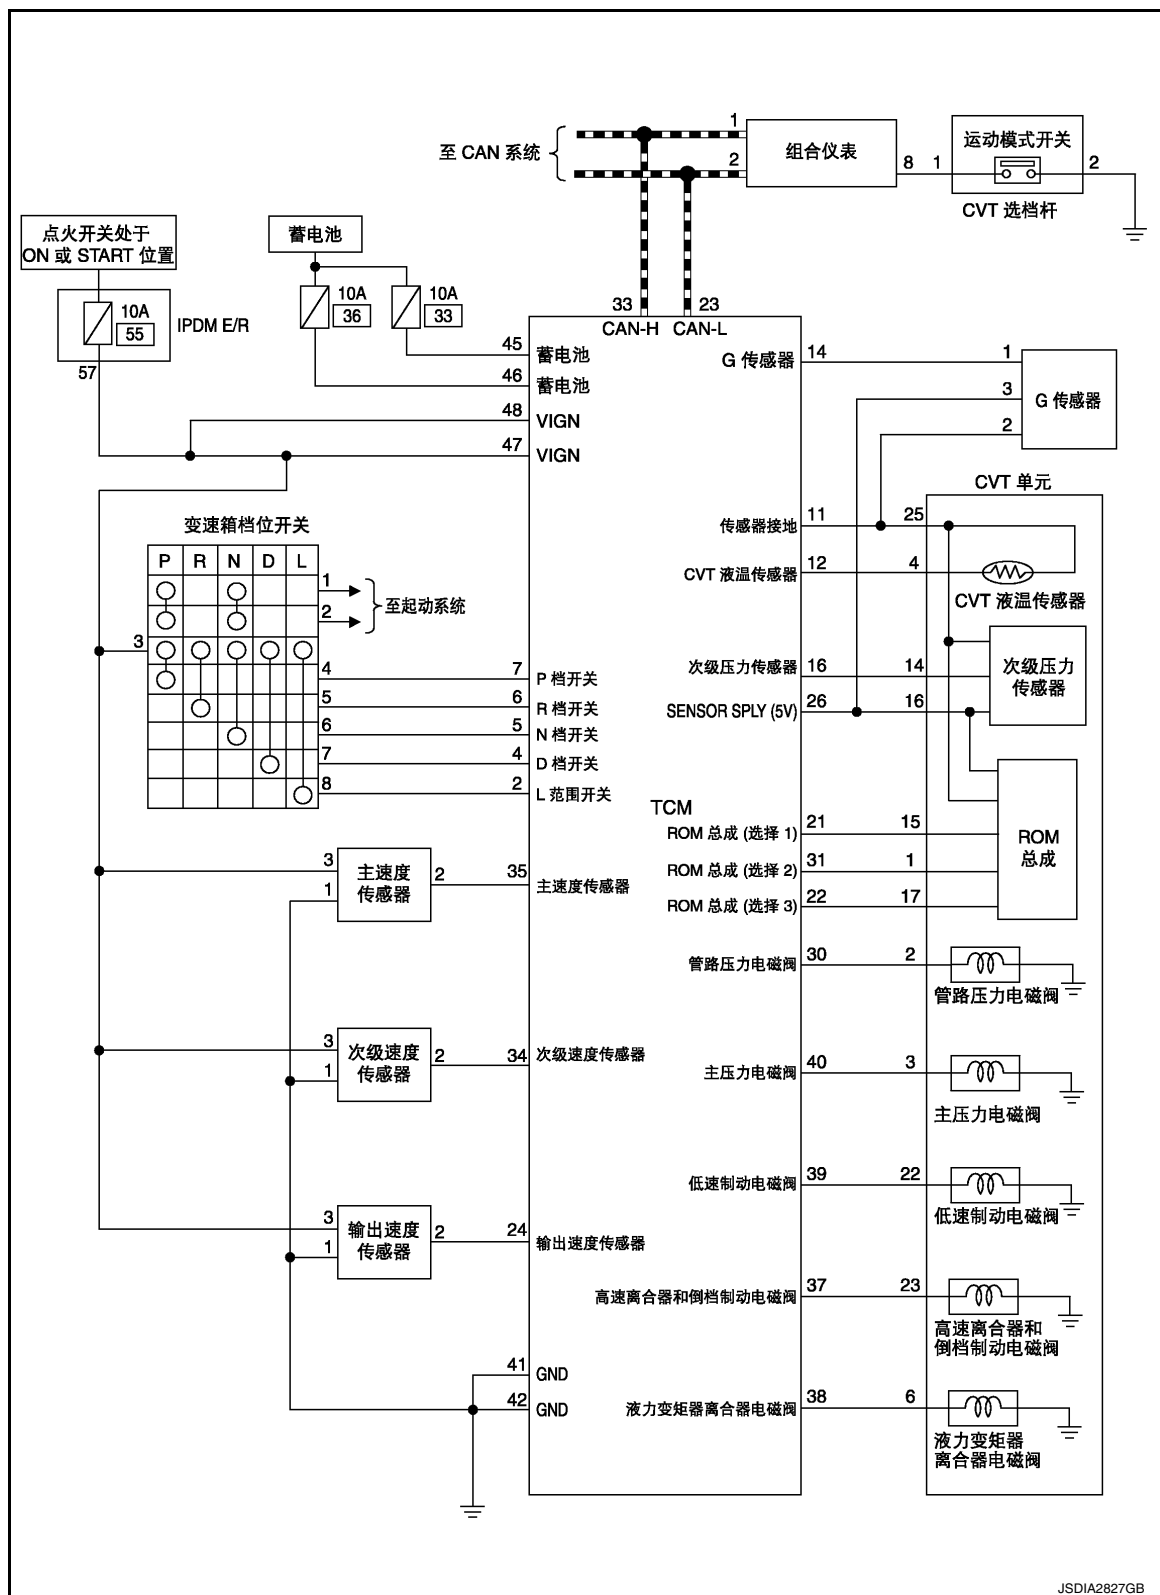 至 CAN 系统
1
2
组合仪表
8
1
运动模式开关
2
CVT 选档杆
点火开关处于
ON 或 START 位置
蓄电池
10A
55
IPDM E/R
57
10A
36
10A
33
33
23
CAN-H
CAN-L
45
蓄电池
46
蓄电池
48
VIGN
47
VIGN
G 传感器
14
1
3
2
G 传感器
CVT 单元
传感器接地
11
25
CVT 液温传感器
12
4
CVT 液温传感器
次级压力传感器
16
14
次级压力
传感器
SENSOR SPLY (5V)
26
16
变速箱档位开关
P R N D L
1
2
至起动系统
3
4
7
P 档开关
5
6
R 档开关
6
5
N 档开关
7
4
D 档开关
8
2
L 范围开关
TCM
ROM 总成 (选择 1)
21
15
ROM 总成 (选择 2)
31
1
ROM 总成 (选择 3)
22
17
ROM
总成
3
1
主速度
传感器
2
35
主速度传感器
管路压力电磁阀
30
2
管路压力电磁阀
3
1
次级速度
传感器
2
34
次级速度传感器
主压力电磁阀
40
3
主压力电磁阀
低速制动电磁阀
39
22
低速制动电磁阀
3
1
输出速度
传感器
2
24
输出速度传感器
高速离合器和倒档制动电磁阀
37
23
高速离合器和
倒档制动电磁阀
41
GND
42
GND
液力变矩器离合器电磁阀
38
6
液力变矩器
离合器电磁阀
JSDIA2827GB